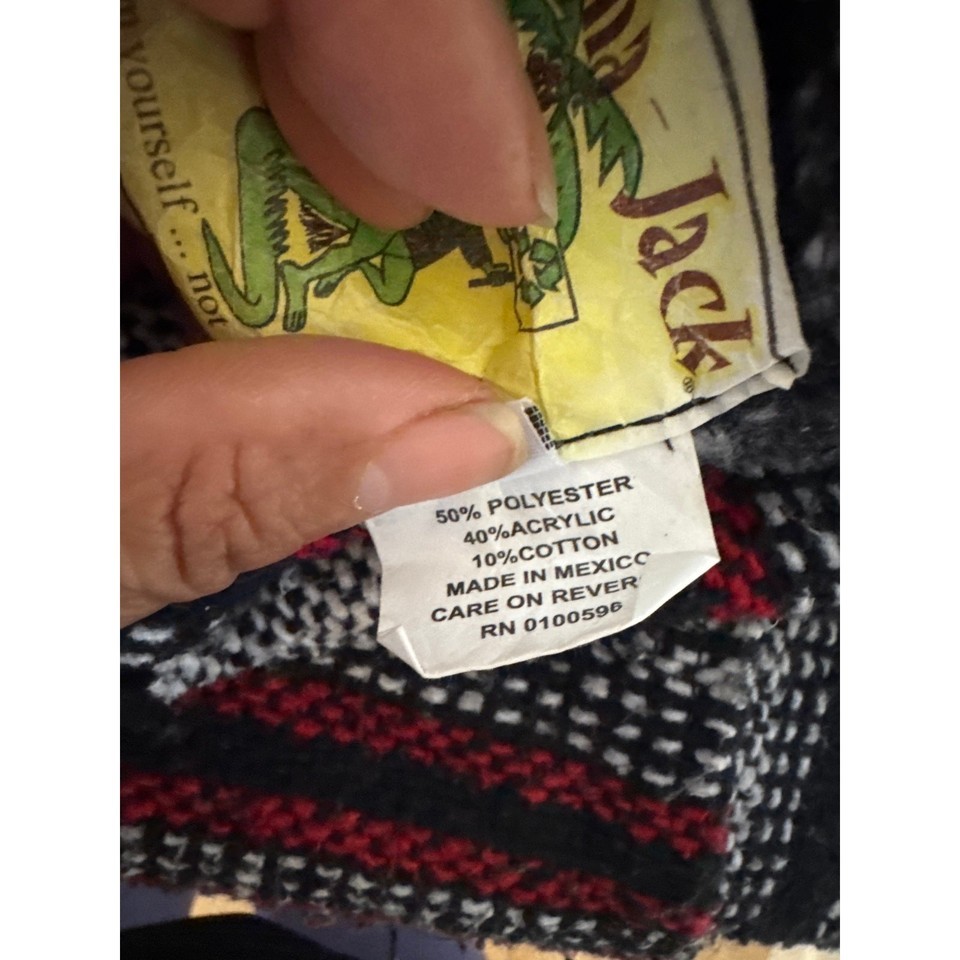 yourself ... not
Jack®
50% POLYESTER
40%ACRYLIC
10%COTTON
MADE IN MEXICO
CARE ON REVER
RN 0100596